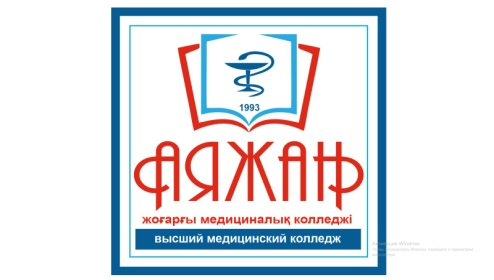 1993
АЯЖАН
жоғарғы медициналық колледжі
высший медицинский колледж